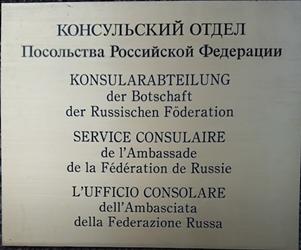 КОНСУЛЬСКИЙ ОТДЕЛ
Посольства Российской Федерации
KONSULARABTEILUNG
der Botschaft
der Russischen Föderation
SERVICE CONSULAIRE
de l'Ambassade
de la Fédération de Russie
L'UFFICIO CONSOLARE
dell'Ambasciata
della Federazione Russa